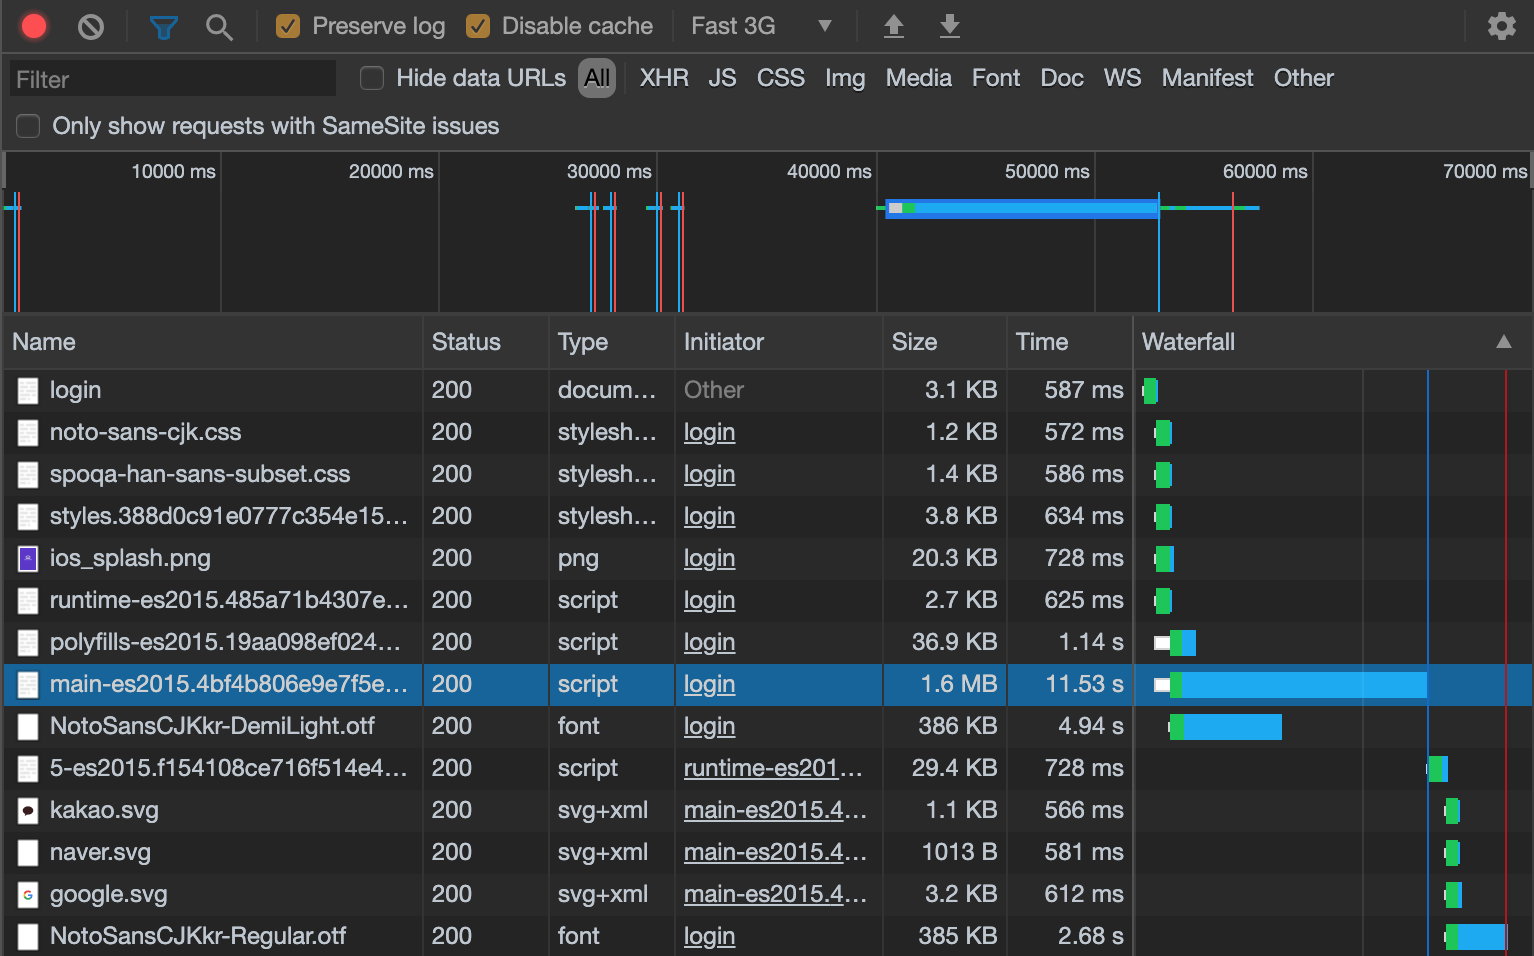 Preserve log Disable cache Fast 3G ▼
Filter Hide data URLs All XHR JS CSS Img Media Font Doc WS Manifest Other
Only show requests with SameSite issues
10000 ms 20000 ms 30000 ms 40000 ms 50000 ms 60000 ms 70000 ms
Name Status Type Initiator Size Time Waterfall ▲
login 200 docum... Other 3.1 KB 587 ms
noto-sans-cjk.css 200 stylesh... login 1.2 KB 572 ms
spoqa-han-sans-subset.css 200 stylesh... login 1.4 KB 586 ms
styles.388d0c91e0777c354e15... 200 stylesh... login 3.8 KB 634 ms
ios_splash.png 200 png login 20.3 KB 728 ms
runtime-es2015.485a71b4307e... 200 script login 2.7 KB 625 ms
polyfills-es2015.19aa098ef024... 200 script login 36.9 KB 1.14 s
main-es2015.4bf4b806e9e7f5e... 200 script login 1.6 MB 11.53 s
NotoSansCJKkr-DemiLight.otf 200 font login 386 KB 4.94 s
5-es2015.f154108ce716f514e4... 200 script runtime-es201... 29.4 KB 728 ms
kakao.svg 200 svg+xml main-es2015.4... 1.1 KB 566 ms
naver.svg 200 svg+xml main-es2015.4... 1013 B 581 ms
google.svg 200 svg+xml main-es2015.4... 3.2 KB 612 ms
NotoSansCJKkr-Regular.otf 200 font login 385 KB 2.68 s